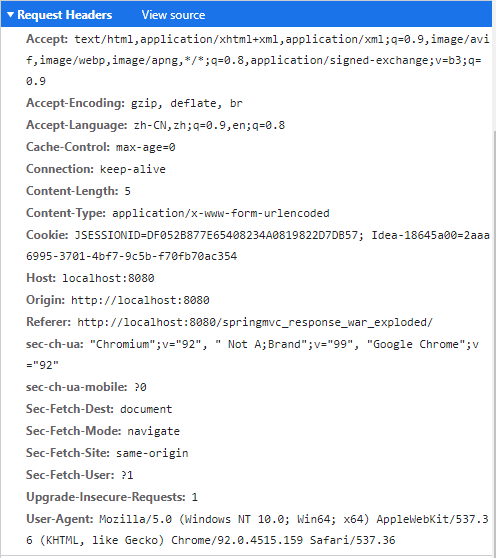 Request Headers View source
Accept: text/html,application/xhtml+xml,application/xml;q=0.9,image/avi
f,image/webp,image/apng,*/*;q=0.8,application/signed-exchange;v=b3;q=
0.9
Accept-Encoding: gzip, deflate, br
Accept-Language: zh-CN,zh;q=0.9,en;q=0.8
Cache-Control: max-age=0
Connection: keep-alive
Content-Length: 5
Content-Type: application/x-www-form-urlencoded
Cookie: JSESSIONID=DF052B877E65408234A0819822D7DB57; Idea-18645a00=2aaa
6995-3701-4bf7-9c5b-f70fb70ac354
Host: localhost:8080
Origin: http://localhost:8080
Referer: http://localhost:8080/springmvc_response_war_exploded/
sec-ch-ua: "Chromium";v="92", " Not A;Brand";v="99", "Google Chrome";v
="92"
sec-ch-ua-mobile: ?0
Sec-Fetch-Dest: document
Sec-Fetch-Mode: navigate
Sec-Fetch-Site: same-origin
Sec-Fetch-User: ?1
Upgrade-Insecure-Requests: 1
User-Agent: Mozilla/5.0 (Windows NT 10.0; Win64; x64) AppleWebKit/537.3
6 (KHTML, like Gecko) Chrome/92.0.4515.159 Safari/537.36